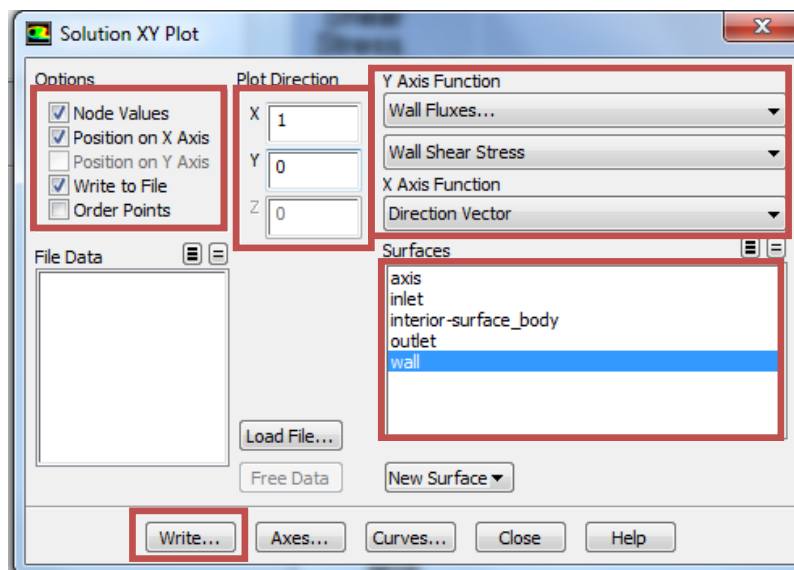 Shear
Stress
Solution XY Plot
Options
Node Values
Position on X Axis
Position on Y Axis
Write to File
Order Points
Plot Direction
X 1
Y 0
Z 0
Y Axis Function
Wall Fluxes...
Wall Shear Stress
X Axis Function
Direction Vector
File Data
Surfaces
axis
inlet
interior-surface_body
outlet
wall
Load File...
Free Data
New Surface
Write...
Axes...
Curves...
Close
Help